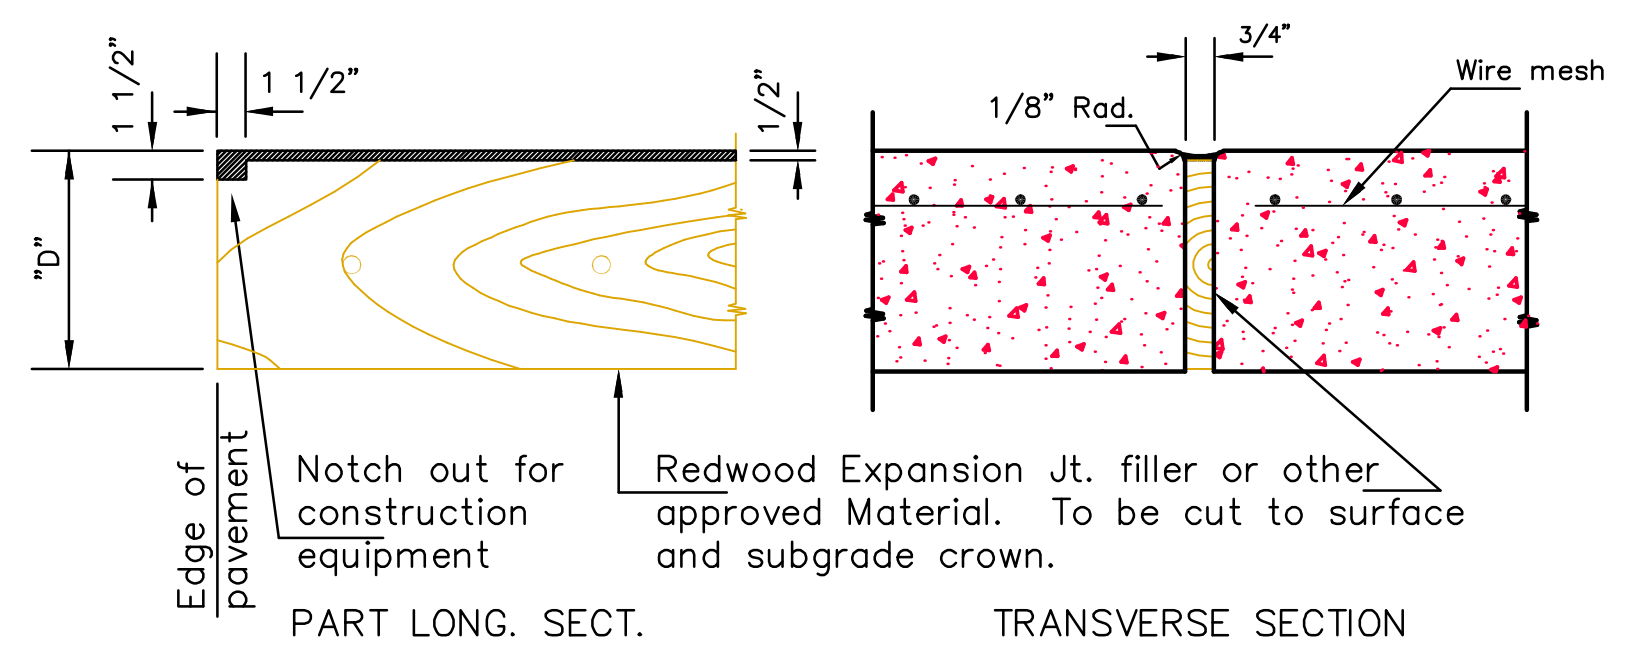 1 1/2"
1 1/2"
1/2"
3/4"
Wire mesh
1/8" Rad.
"D"
Edge of
pavement
Notch out for
construction
equipment
Redwood Expansion Jt. filler or other
approved Material. To be cut to surface
and subgrade crown.
PART LONG. SECT.
TRANSVERSE SECTION